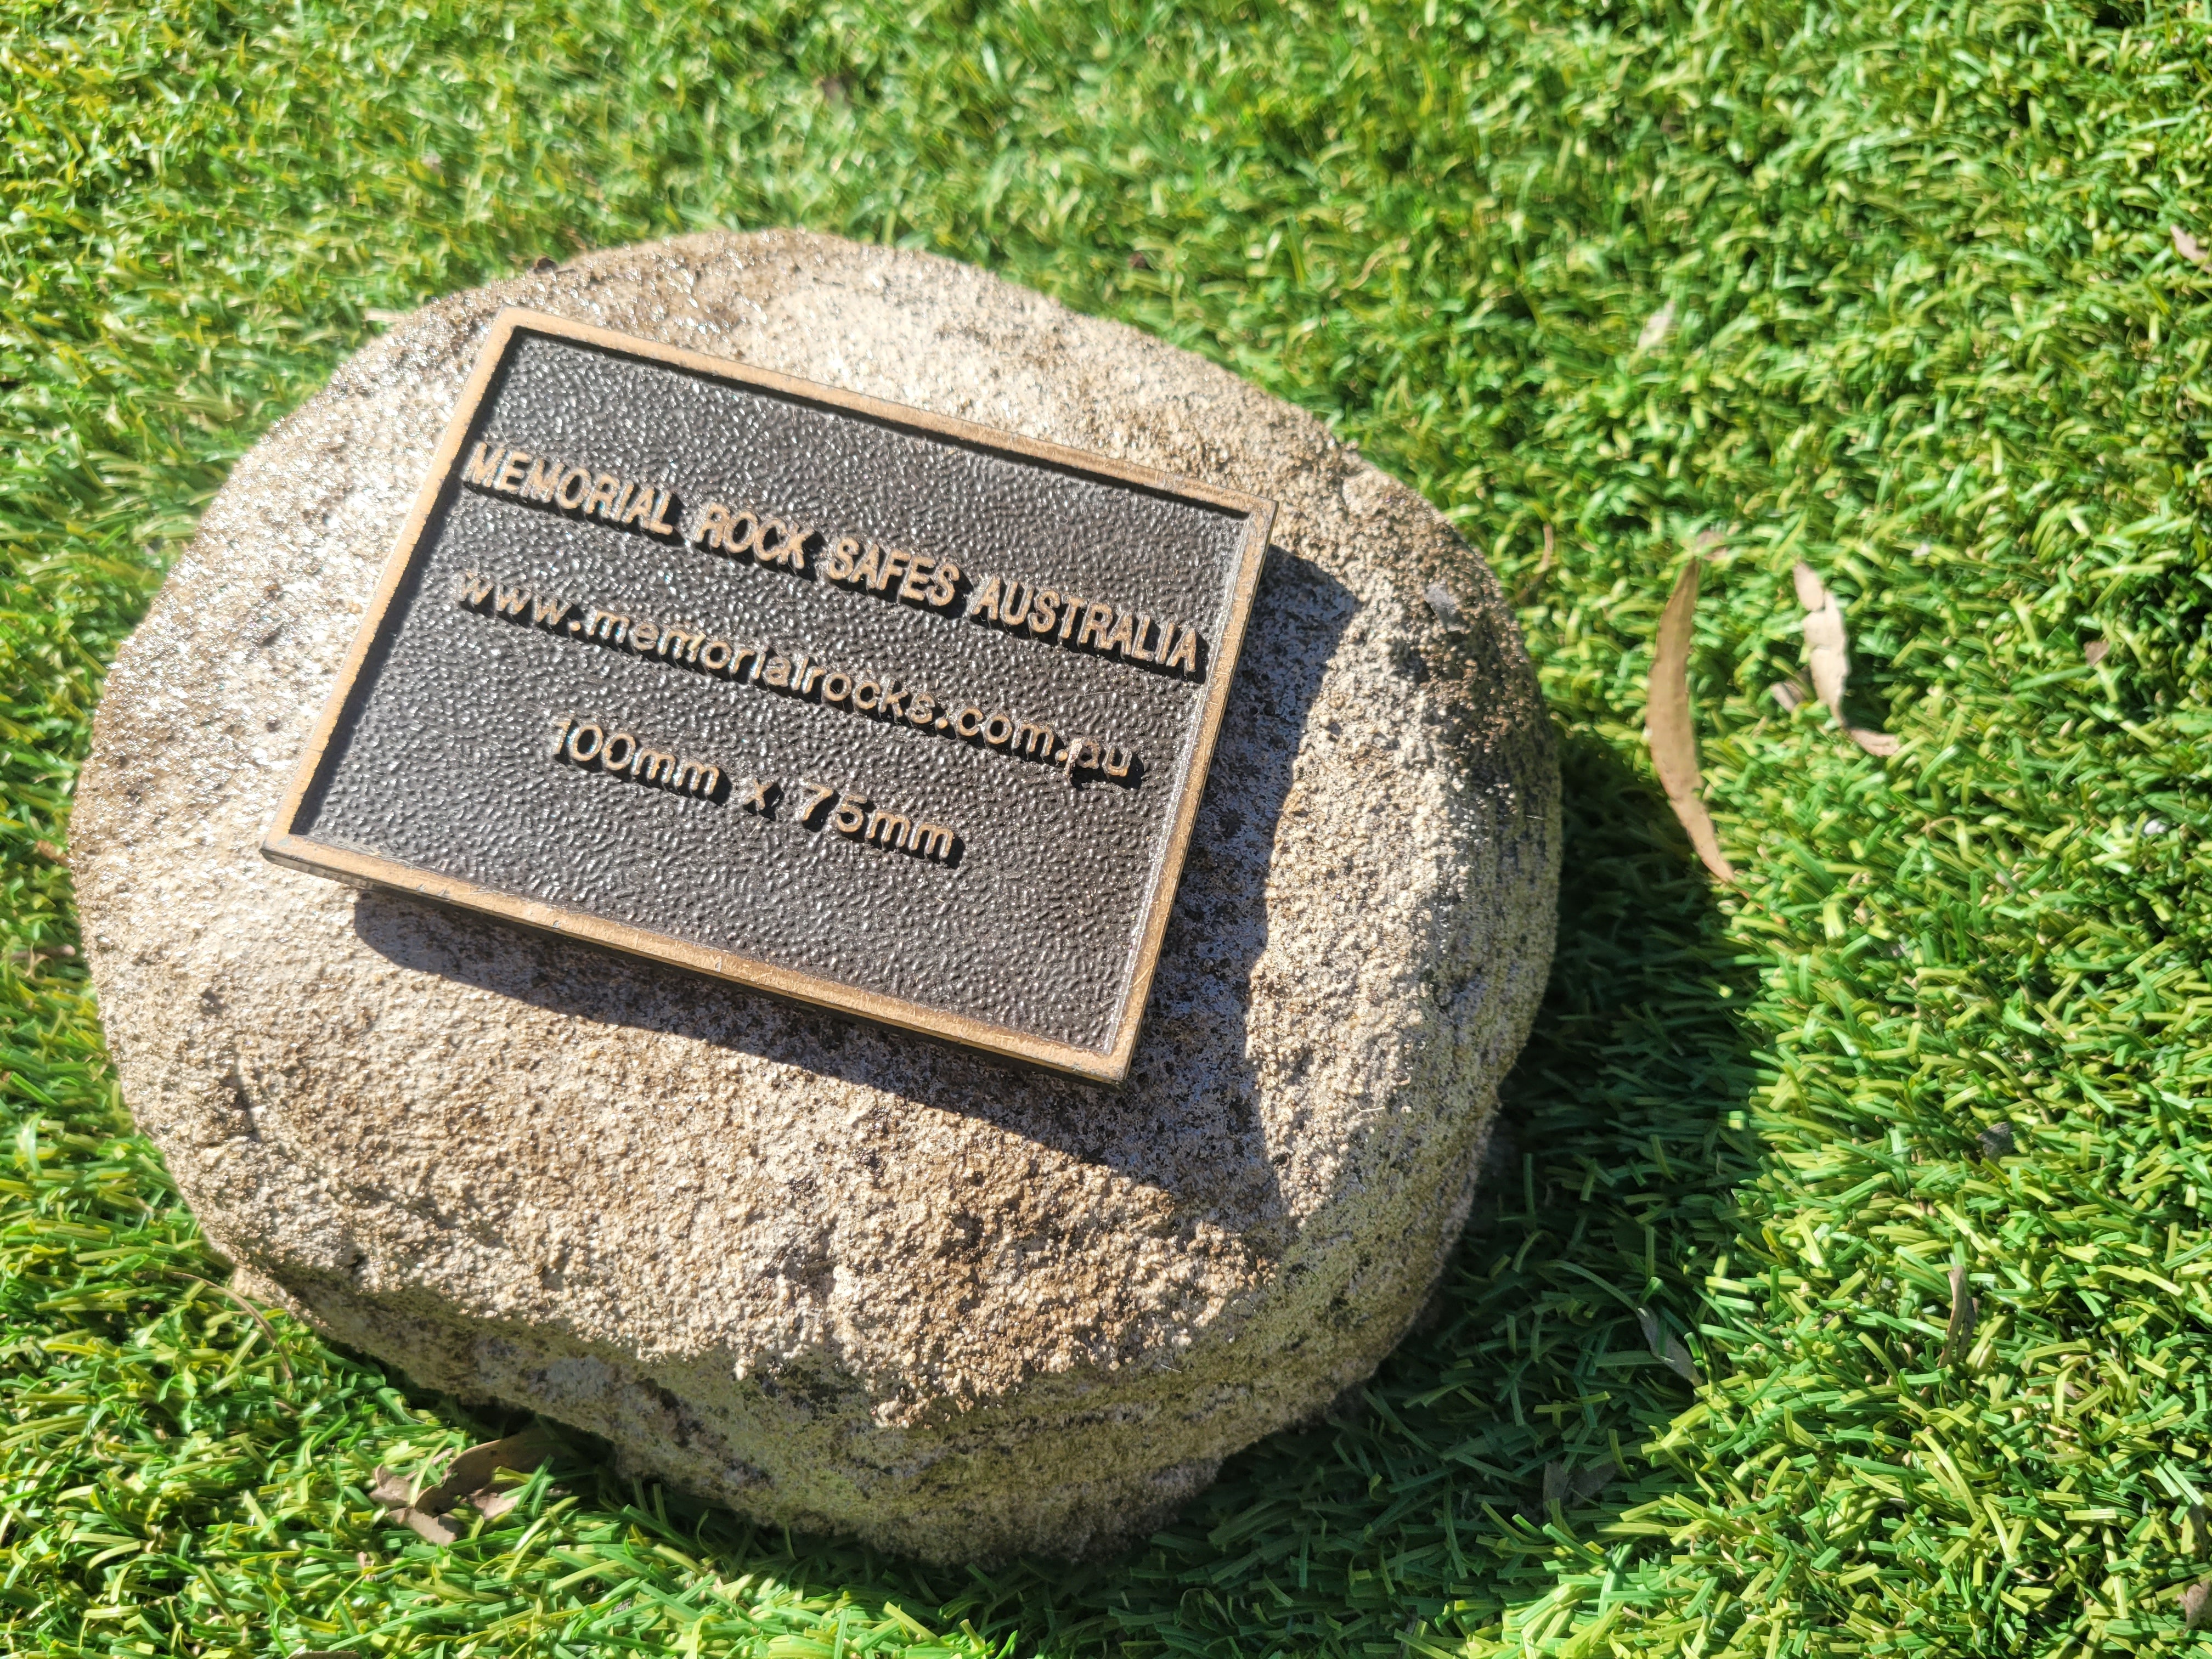 MEMORIAL ROCK SAFES AUSTRALIA
www.memorialrocks.com.au
100mm x 75mm